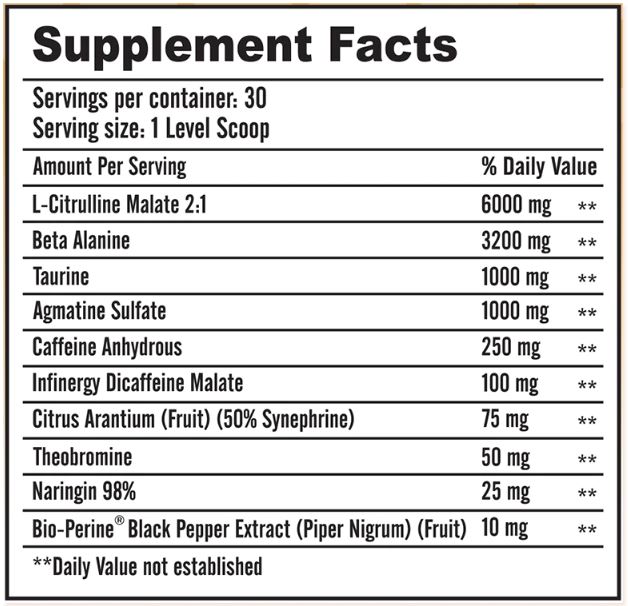 Supplement Facts
Servings per container: 30
Serving size: 1 Level Scoop
Amount Per Serving % Daily Value
L-Citrulline Malate 2:1 6000 mg **
Beta Alanine 3200 mg **
Taurine 1000 mg **
Agmatine Sulfate 1000 mg **
Caffeine Anhydrous 250 mg **
Infinergy Dicaffeine Malate 100 mg **
Citrus Arantium (Fruit) (50% Synephrine) 75 mg **
Theobromine 50 mg **
Naringin 98% 25 mg **
Bio-Perine® Black Pepper Extract (Piper Nigrum) (Fruit) 10 mg **
**Daily Value not established